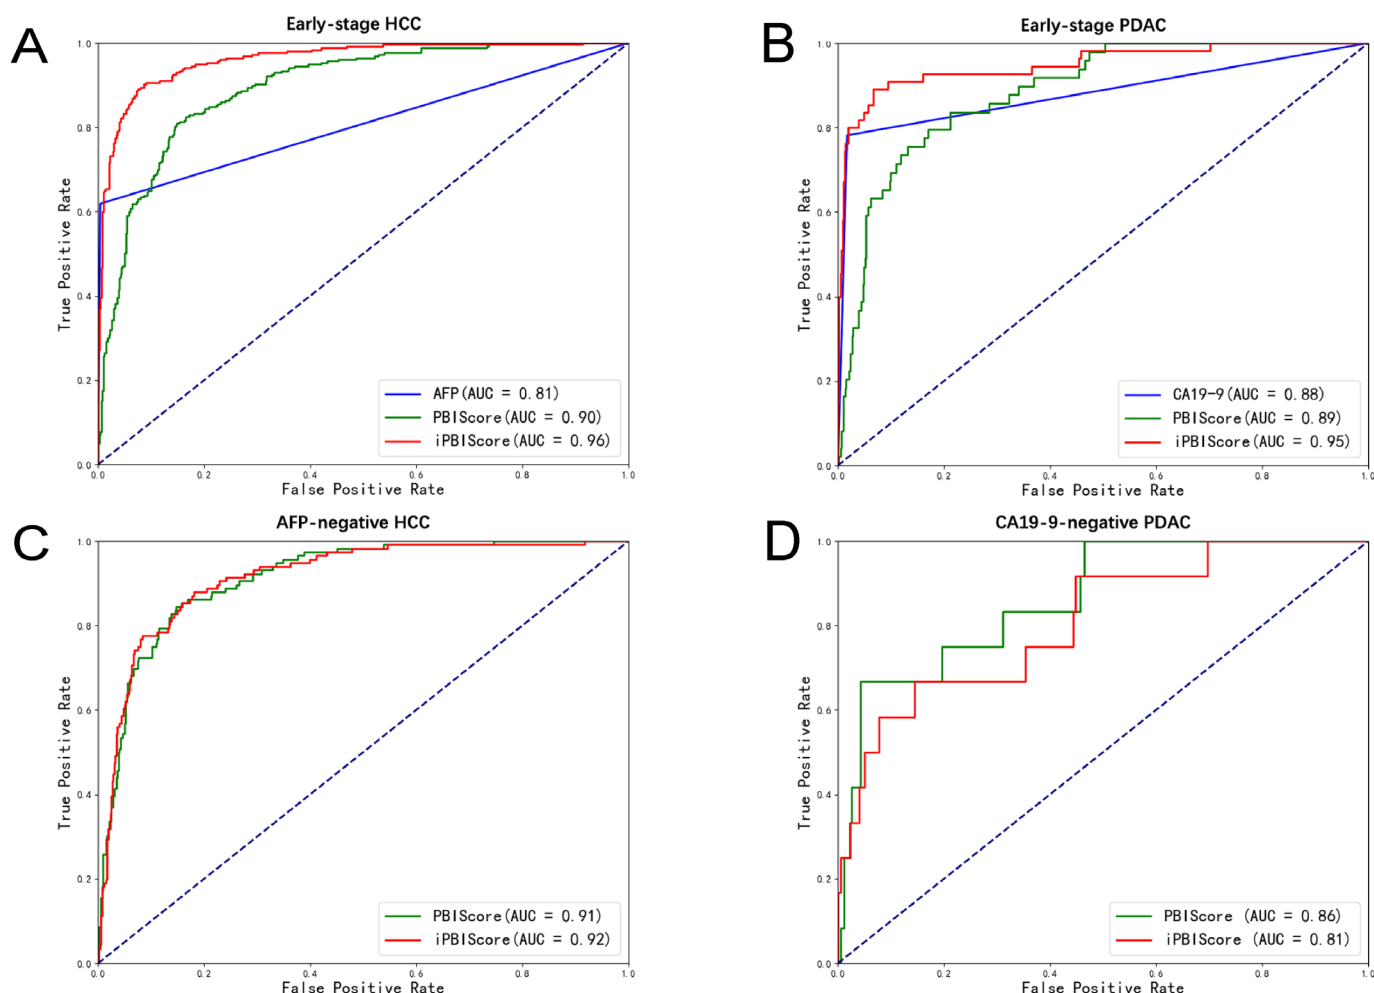 A
Early-stage HCC
True Positive Rate
1.0
0.8
0.6
0.4
0.2
0.0
AFP(AUC = 0.81)
PBIScore(AUC = 0.90)
iPBIScore(AUC = 0.96)
0.0 0.2 0.4 0.6 0.8 1.0
False Positive Rate
B
Early-stage PDAC
True Positive Rate
1.0
0.8
0.6
0.4
0.2
0.0
CA19-9(AUC = 0.88)
PBIScore(AUC = 0.89)
iPBIScore(AUC = 0.95)
0.0 0.2 0.4 0.6 0.8 1.0
False Positive Rate
C
AFP-negative HCC
True Positive Rate
1.0
0.8
0.6
0.4
0.2
0.0
PBIScore(AUC = 0.91)
iPBIScore(AUC = 0.92)
0.0 0.2 0.4 0.6 0.8 1.0
False Positive Rate
D
CA19-9-negative PDAC
True Positive Rate
1.0
0.8
0.6
0.4
0.2
0.0
PBIScore (AUC = 0.86)
iPBIScore (AUC = 0.81)
0.0 0.2 0.4 0.6 0.8 1.0
False Positive Rate